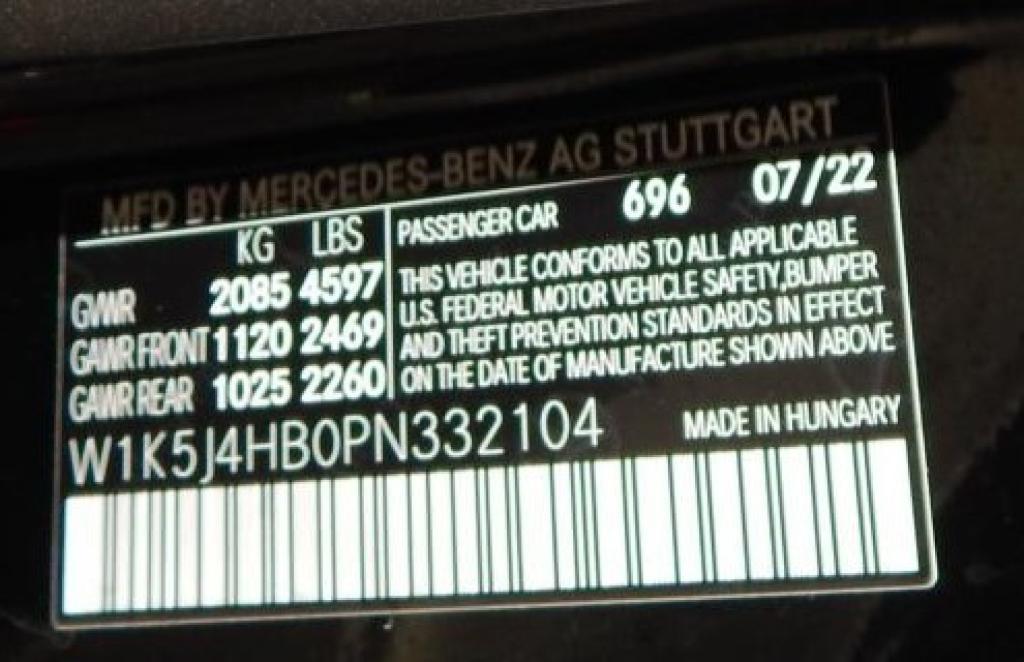 MFD BY MERCEDES-BENZ AG STUTTGART
KG LBS
GVWR 2085 4597
GAWR FRONT 1120 2469
GAWR REAR 1025 2260
PASSENGER CAR 696 07/22
THIS VEHICLE CONFORMS TO ALL APPLICABLE
U.S. FEDERAL MOTOR VEHICLE SAFETY,BUMPER
AND THEFT PREVENTION STANDARDS IN EFFECT
ON THE DATE OF MANUFACTURE SHOWN ABOVE
W1K5J4HB0PN332104 MADE IN HUNGARY